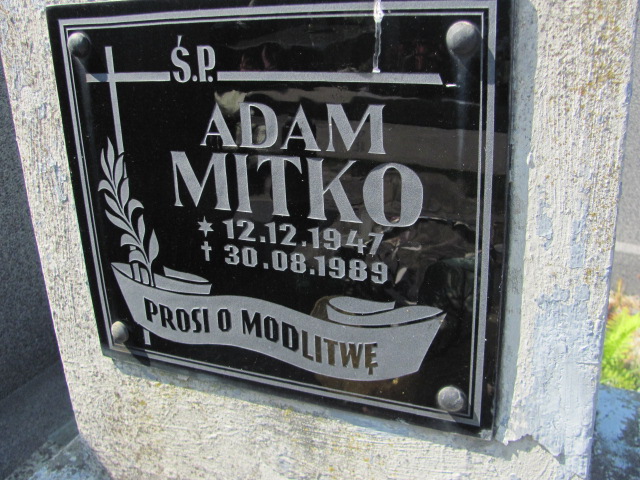 Ś.P.
ADAM
MITKO
* 12.12.1947
† 30.08.1989
PROSI O MODLITWĘ